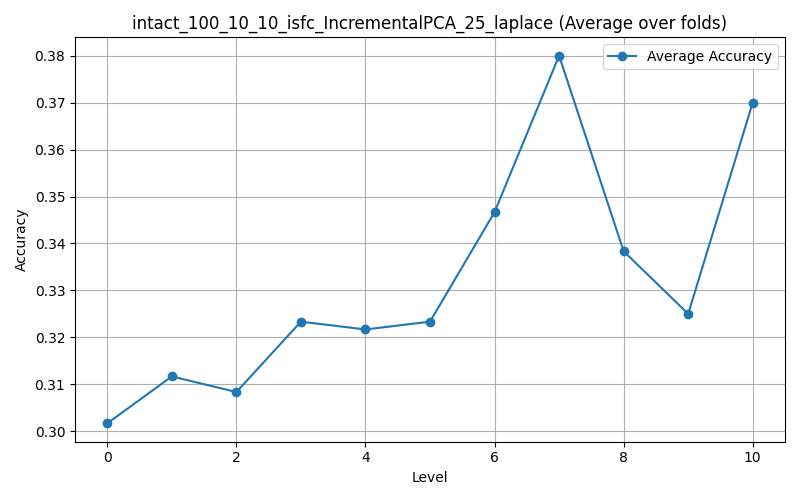 intact_100_10_10_isfc_IncrementalPCA_25_laplace (Average over folds)
Average Accuracy
Accuracy
0.38
0.37
0.36
0.35
0.34
0.33
0.32
0.31
0.30
0 2 4 6 8 10
Level